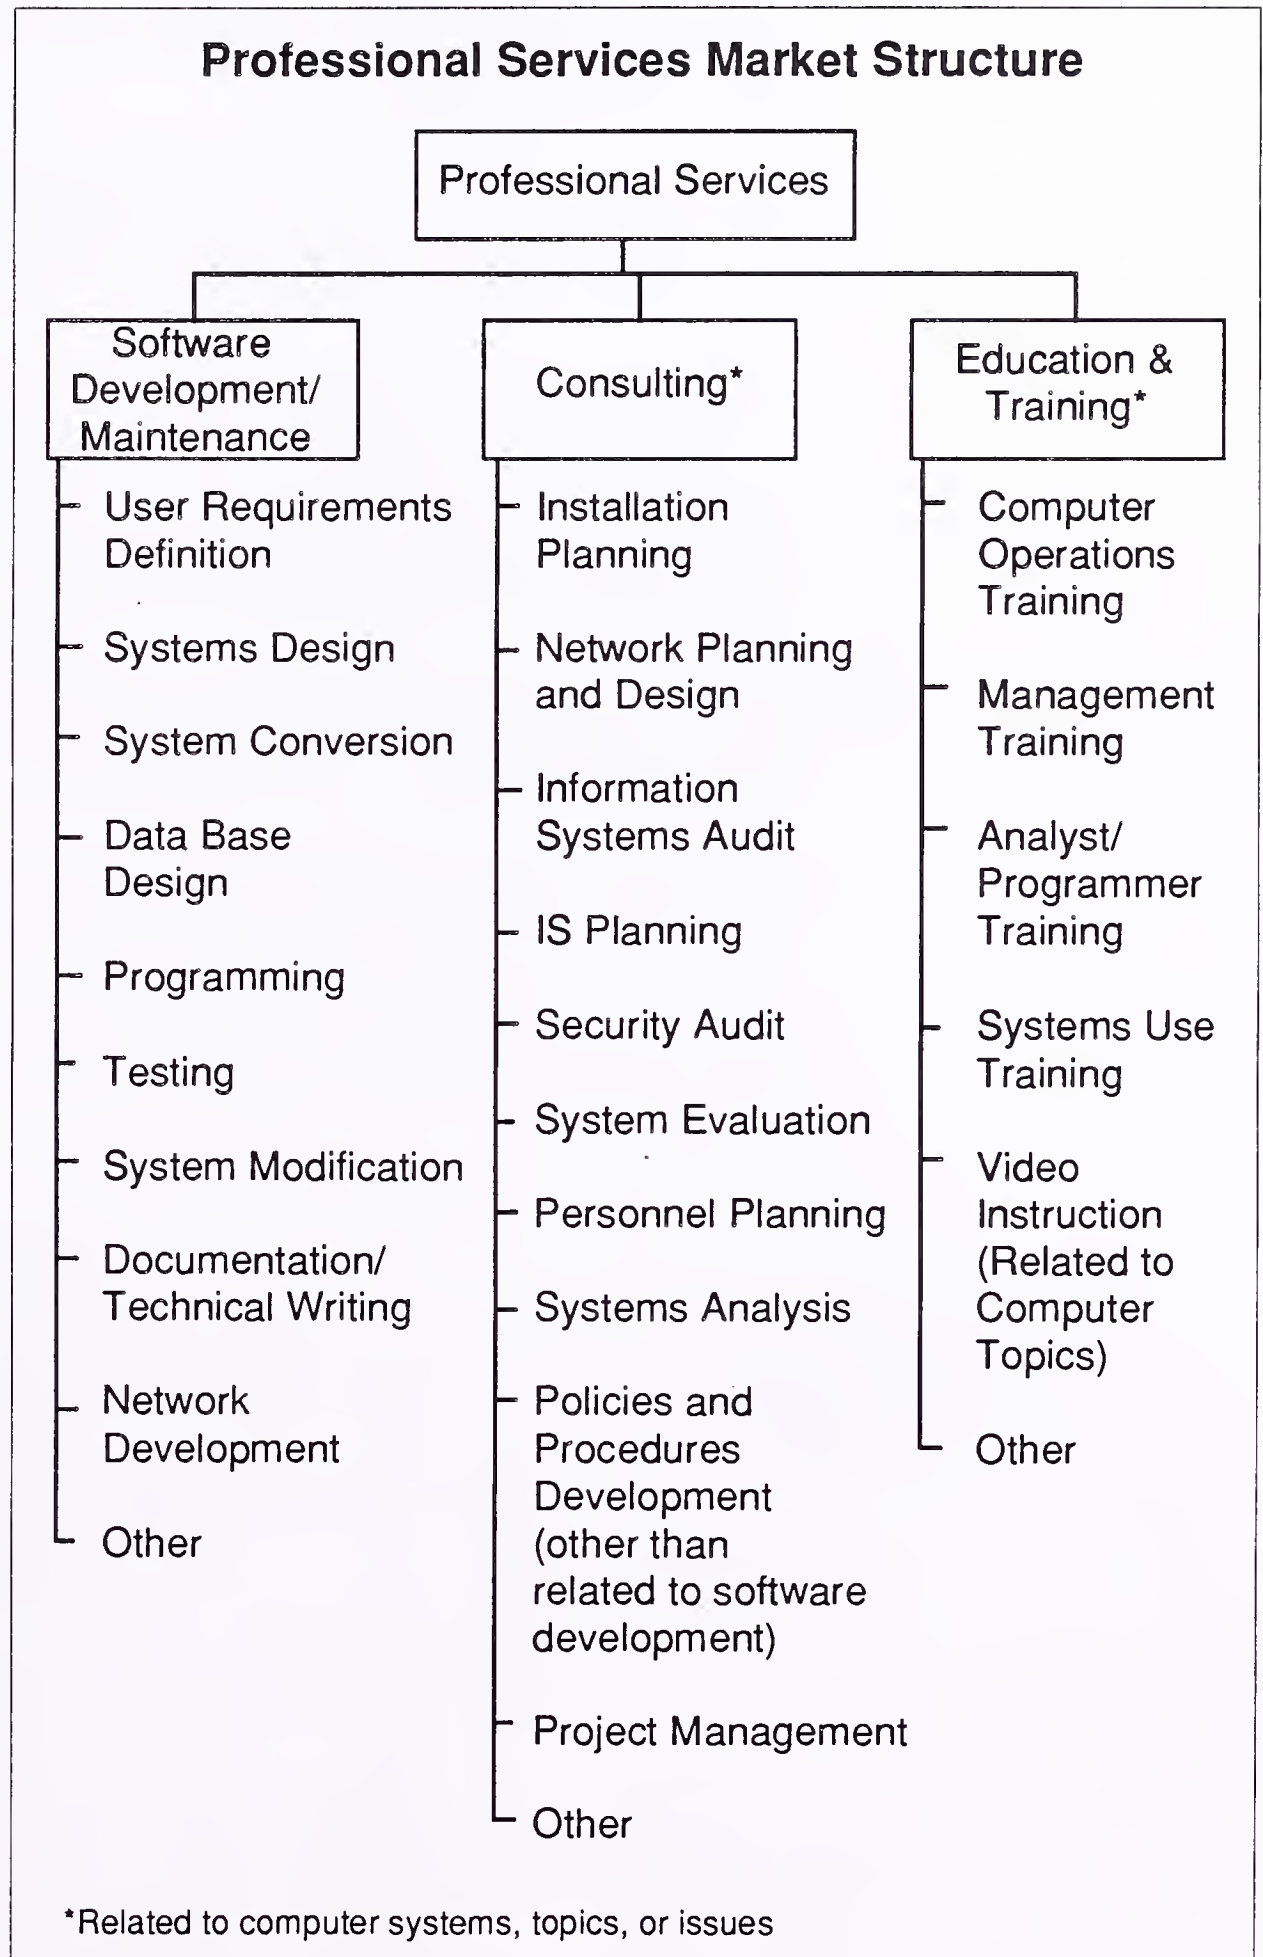 Professional Services Market Structure
Professional Services
Software
Development/
Maintenance
User Requirements
Definition
Systems Design
System Conversion
Data Base
Design
Programming
Testing
System Modification
Documentation/
Technical Writing
Network
Development
Other
Consulting*
Installation
Planning
Network Planning
and Design
Information
Systems Audit
IS Planning
Security Audit
System Evaluation
Personnel Planning
Systems Analysis
Policies and
Procedures
Development
(other than
related to software
development)
Project Management
Other
Education &
Training*
Computer
Operations
Training
Management
Training
Analyst/
Programmer
Training
Systems Use
Training
Video
Instruction
(Related to
Computer
Topics)
Other
*Related to computer systems, topics, or issues